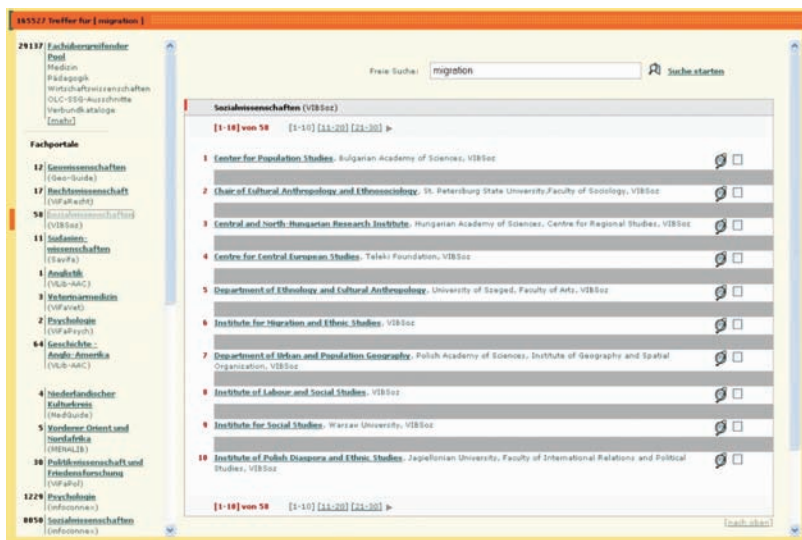 165527 Treffer für [ migration ]
29137 Fachübergreifender
Pool
Medizin
Pädagogik
Wirtschaftswissenschaften
OLC-SSG-Ausschnitte
Verbundkataloge
[mehr]
Fachportale
12 Geowissenschaften
(Geo-Guide)
17 Rechtswissenschaft
(ViFaRecht)
58 Sozialwissenschaften
(VIBSoz)
11 Südasien-
wissenschaften
(Savifa)
1 Anglistik
(VLib-AAC)
3 Veterinärmedizin
(ViFaVet)
2 Psychologie
(ViFaPsych)
64 Geschichte -
Anglo-Amerika
(VLib-AAC)
4 Niederländischer
Kulturkreis
(NedGuide)
5 Vorderer Orient und
Nordafrika
(MENALIB)
30 Politikwissenschaft und
Friedensforschung
(ViFaPol)
1229 Psychologie
(infoconnex)
8050 Sozialwissenschaften
(infoconnex)
Freie Suche: migration Suche starten
Sozialwissenschaften (VIBSoz)
[1-10] von 58 [1-10] [11-20] [21-30]
1 Center for Population Studies, Bulgarian Academy of Sciences, VIBSoz
2 Chair of Cultural Anthropology and Ethnosociology, St. Petersburg State University,Faculty of Sociology, VIBSoz
3 Central and North-Hungarian Research Institute, Hungarian Academy of Sciences, Centre for Regional Studies, VIBSoz
4 Centre for Central European Studies, Teleki Foundation, VIBSoz
5 Department of Ethnology and Cultural Anthropology, University of Szeged, Faculty of Arts, VIBSoz
6 Institute for Migration and Ethnic Studies, VIBSoz
7 Department of Urban and Population Geography, Polish Academy of Sciences, Institute of Geography and Spatial
Organization, VIBSoz
8 Institute of Labour and Social Studies, VIBSoz
9 Institute for Social Studies, Warsaw University, VIBSoz
10 Institute of Polish Diaspora and Ethnic Studies, Jagiellonian University, Faculty of International Relations and Political
Studies, VIBSoz
[1-10] von 58 [1-10] [11-20] [21-30]
[nach oben]